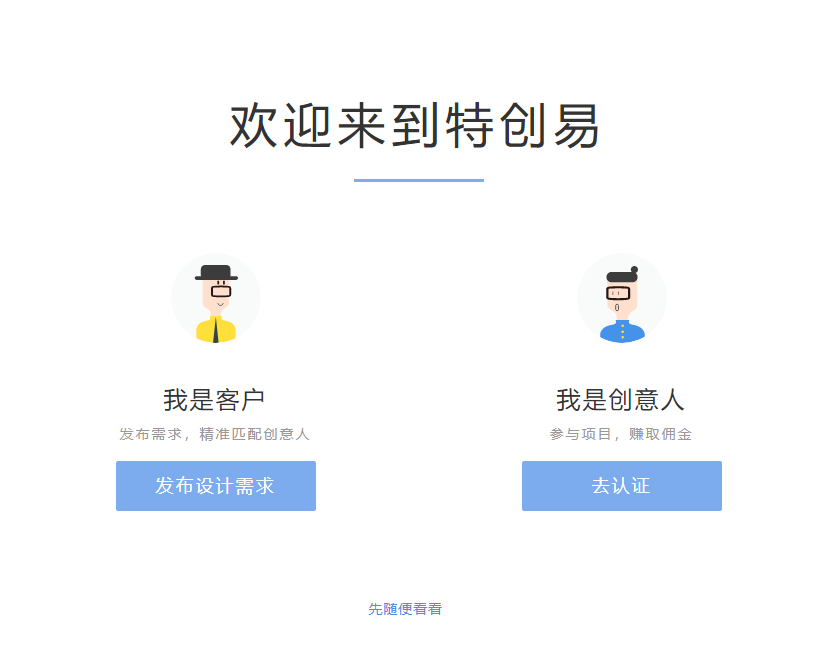 欢迎来到特创易
我是客户
发布需求，精准匹配创意人
发布设计需求
我是创意人
参与项目，赚取佣金
去认证
先随便看看